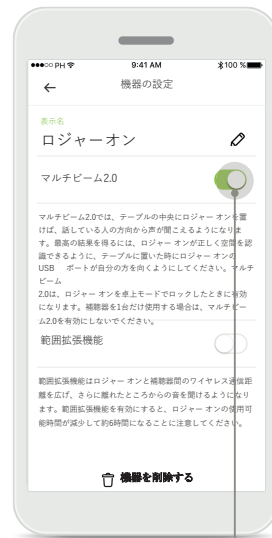 PH 9:41 AM 100 %
機器の設定
表示名
ロジャーオン
マルチビーム2.0
マルチビーム2.0では、テーブルの中央にロジャー オンを置
けば、話している人の方向から声が聞こえるようになりま
す。最高の結果を得るには、ロジャー オンが正しく空間を認
識できるように、テーブルに置いた時にロジャー オンの
USB ポートが自分の方を向くようにしてください。マルチ
ビーム
2.0は、ロジャー オンを卓上モードでロックしたときに有効
になります。補聴器を1台だけ使用する場合は、マルチビー
ム2.0を有効にしないでください。
範囲拡張機能
範囲拡張機能はロジャー オンと補聴器間のワイヤレス通信距
離を広げ、さらに離れたところからの音を聞けるようになり
ます。範囲拡張機能を有効にすると、ロジャー オンの使用可
能時間が減少して約6時間になることに注意してください。
機器を削除する